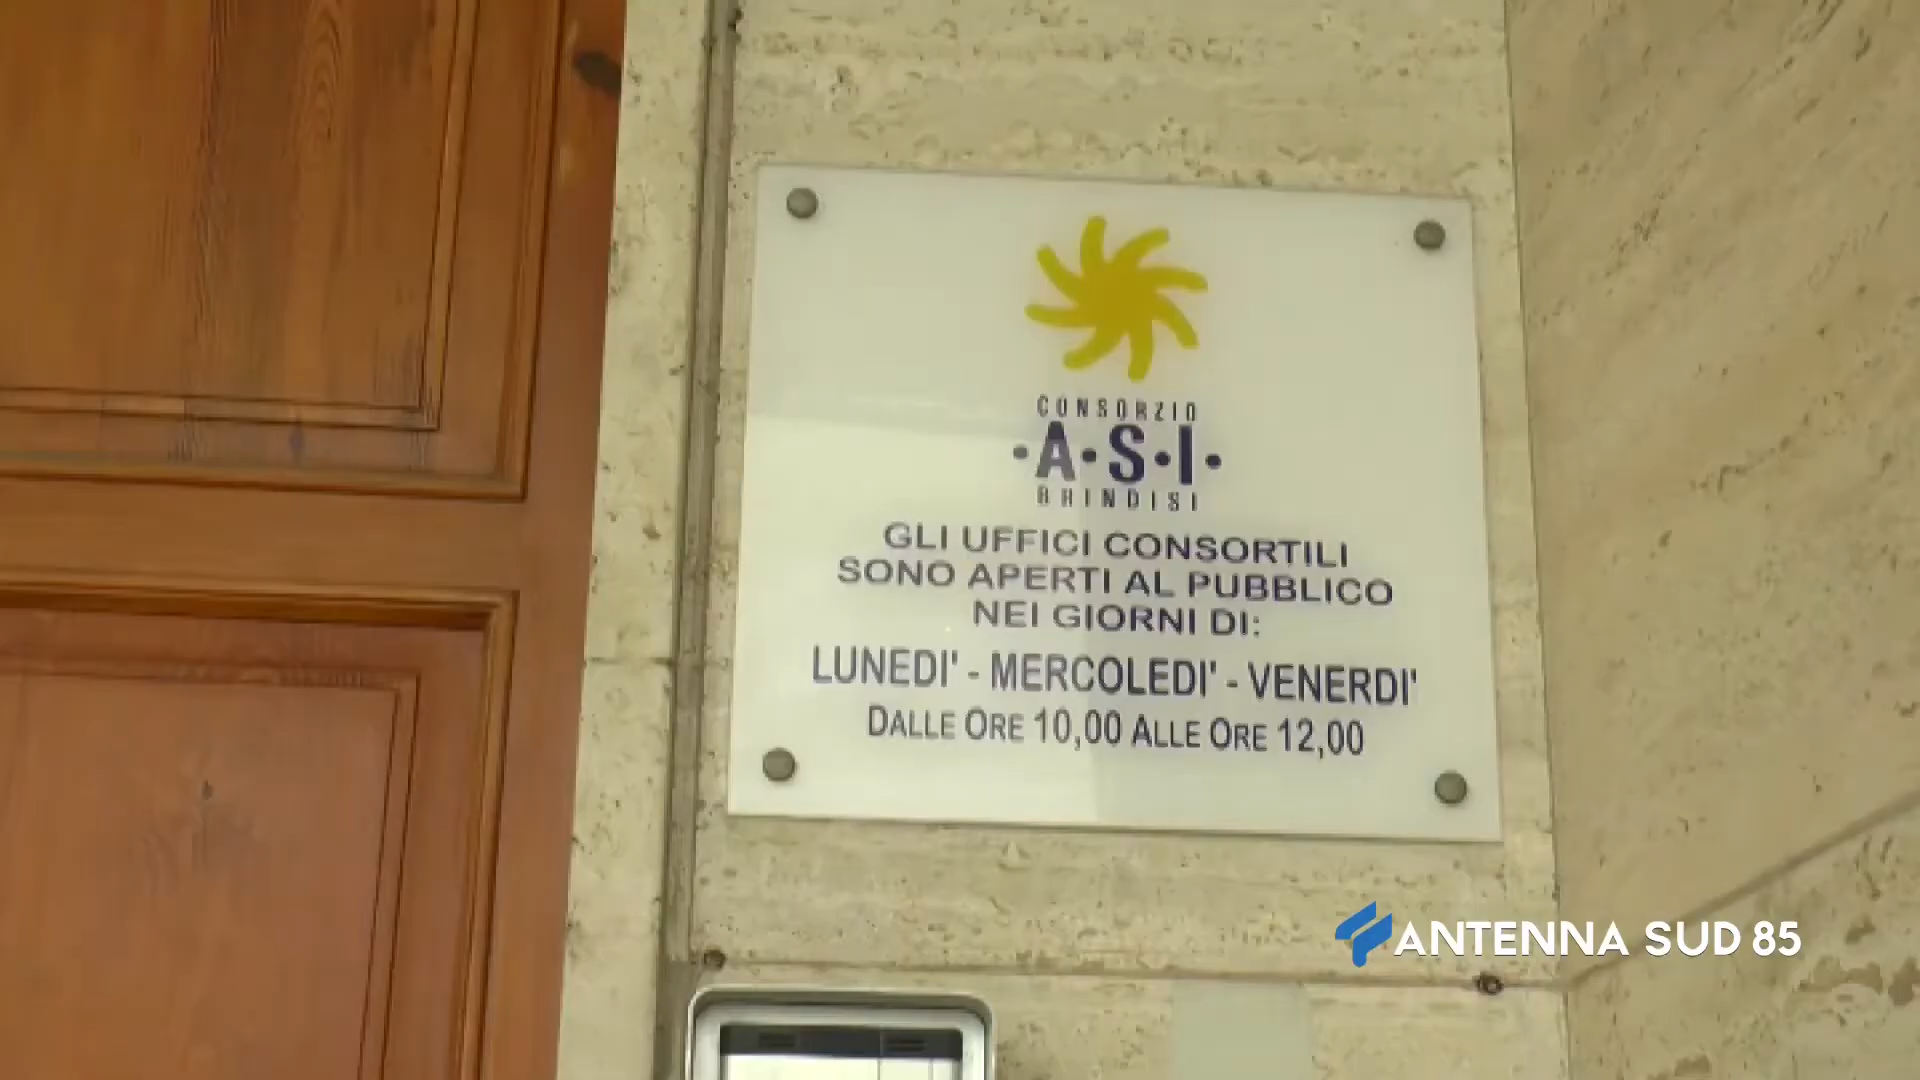 CONSORZIO
·A·S·I·
BRINDISI
GLI UFFICI CONSORTILI
SONO APERTI AL PUBBLICO
NEI GIORNI DI:
LUNEDI' - MERCOLEDI' - VENERDI'
DALLE ORE 10,00 ALLE ORE 12,00
ANTENNA SUD 85